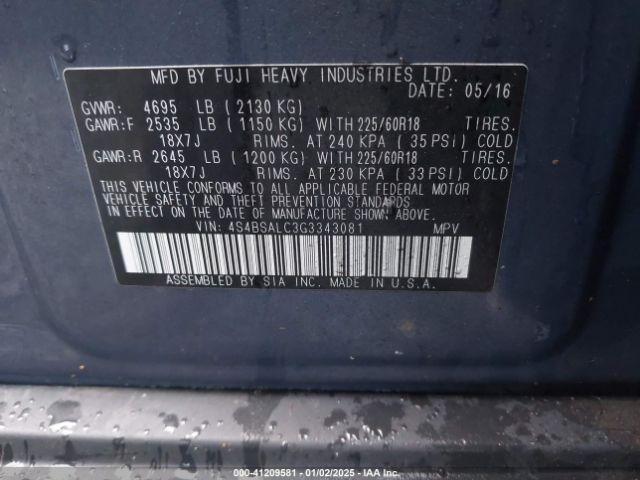 MFD BY FUJI HEAVY INDUSTRIES LTD.
DATE: 05/16
GVWR: 4695 LB (2130 KG)
GAWR:F 2535 LB (1150 KG) WITH 225/60R18 TIRES.
18X7J RIMS. AT 240 KPA (35 PSI) COLD
GAWR:R 2645 LB (1200 KG) WITH 225/60R18 TIRES.
18X7J RIMS. AT 230 KPA (33 PSI) COLD
THIS VEHICLE CONFORMS TO ALL APPLICABLE FEDERAL MOTOR
VEHICLE SAFETY AND THEFT PREVENTION STANDARDS
IN EFFECT ON THE DATE OF MANUFACTURE SHOWN ABOVE.
VIN: 4S4BSALC3G3343081 MPV
ASSEMBLED BY SIA INC. MADE IN U.S.A.
000-41209581 - 01/02/2025 - IAA Inc.